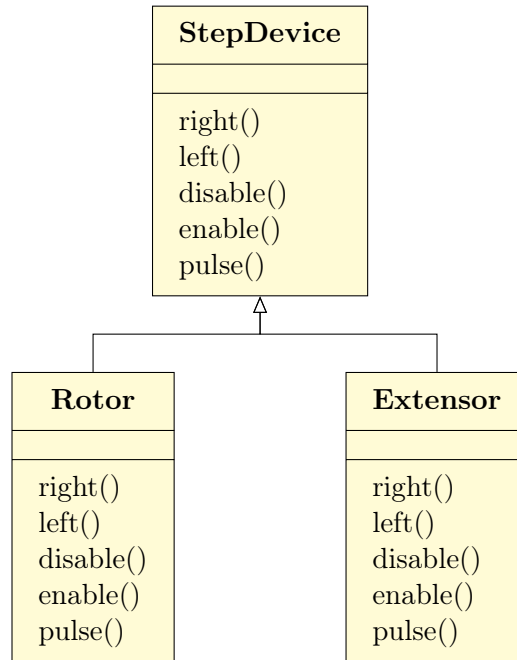 StepDevice
right()
left()
disable()
enable()
pulse()
Rotor
right()
left()
disable()
enable()
pulse()
Extensor
right()
left()
disable()
enable()
pulse()